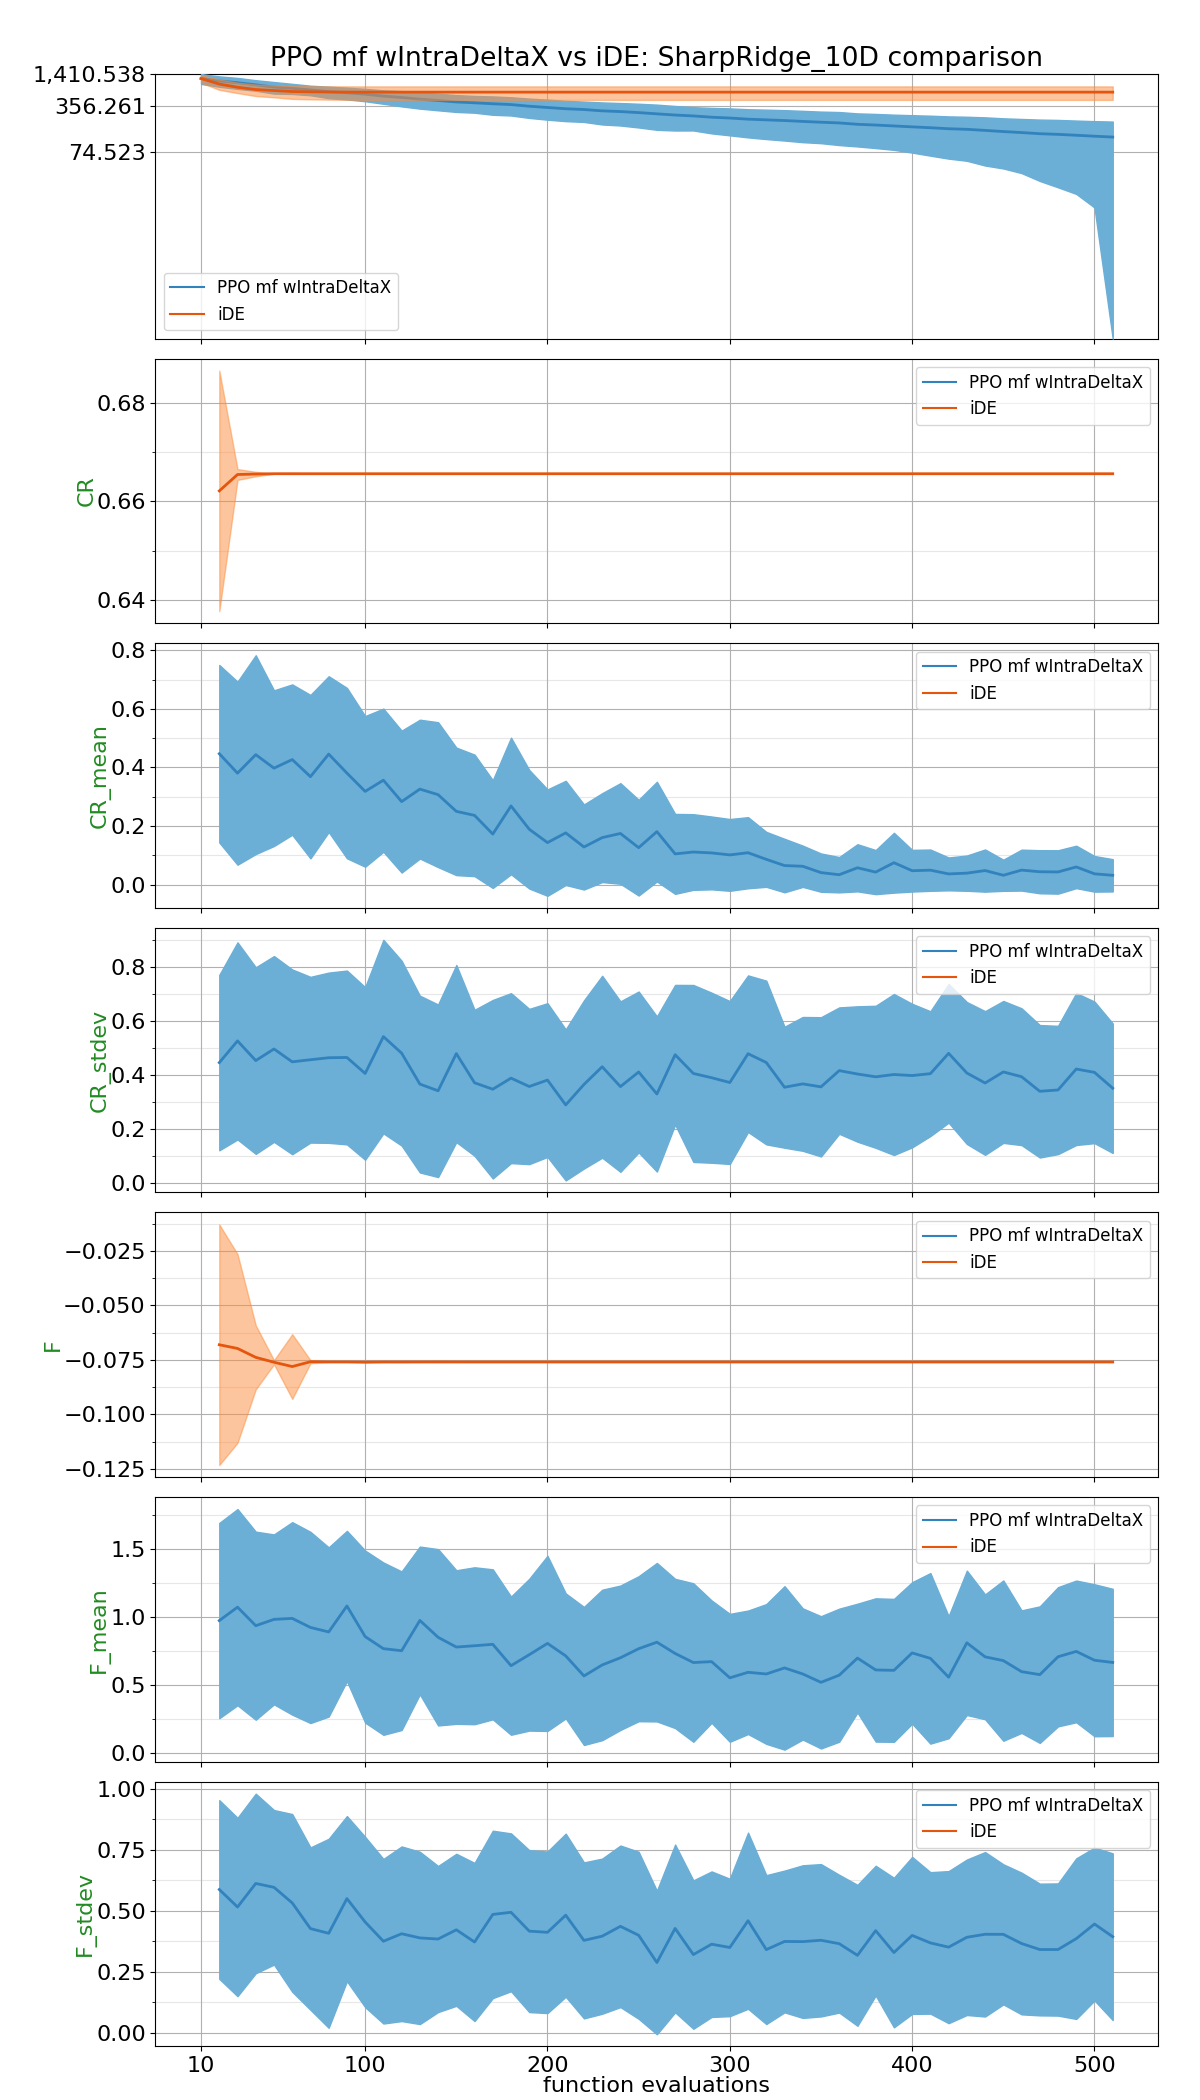 PPO mf wIntraDeltaX vs iDE: SharpRidge_10D comparison
1,410.538
356.261
74.523
PPO mf wIntraDeltaX
iDE
CR
0.68
0.66
0.64
PPO mf wIntraDeltaX
iDE
CR_mean
0.8
0.6
0.4
0.2
0.0
PPO mf wIntraDeltaX
iDE
CR_stdev
0.8
0.6
0.4
0.2
0.0
PPO mf wIntraDeltaX
iDE
F
−0.025
−0.050
−0.075
−0.100
−0.125
PPO mf wIntraDeltaX
iDE
F_mean
1.5
1.0
0.5
0.0
PPO mf wIntraDeltaX
iDE
F_stdev
1.00
0.75
0.50
0.25
0.00
PPO mf wIntraDeltaX
iDE
10 100 200 300 400 500
function evaluations